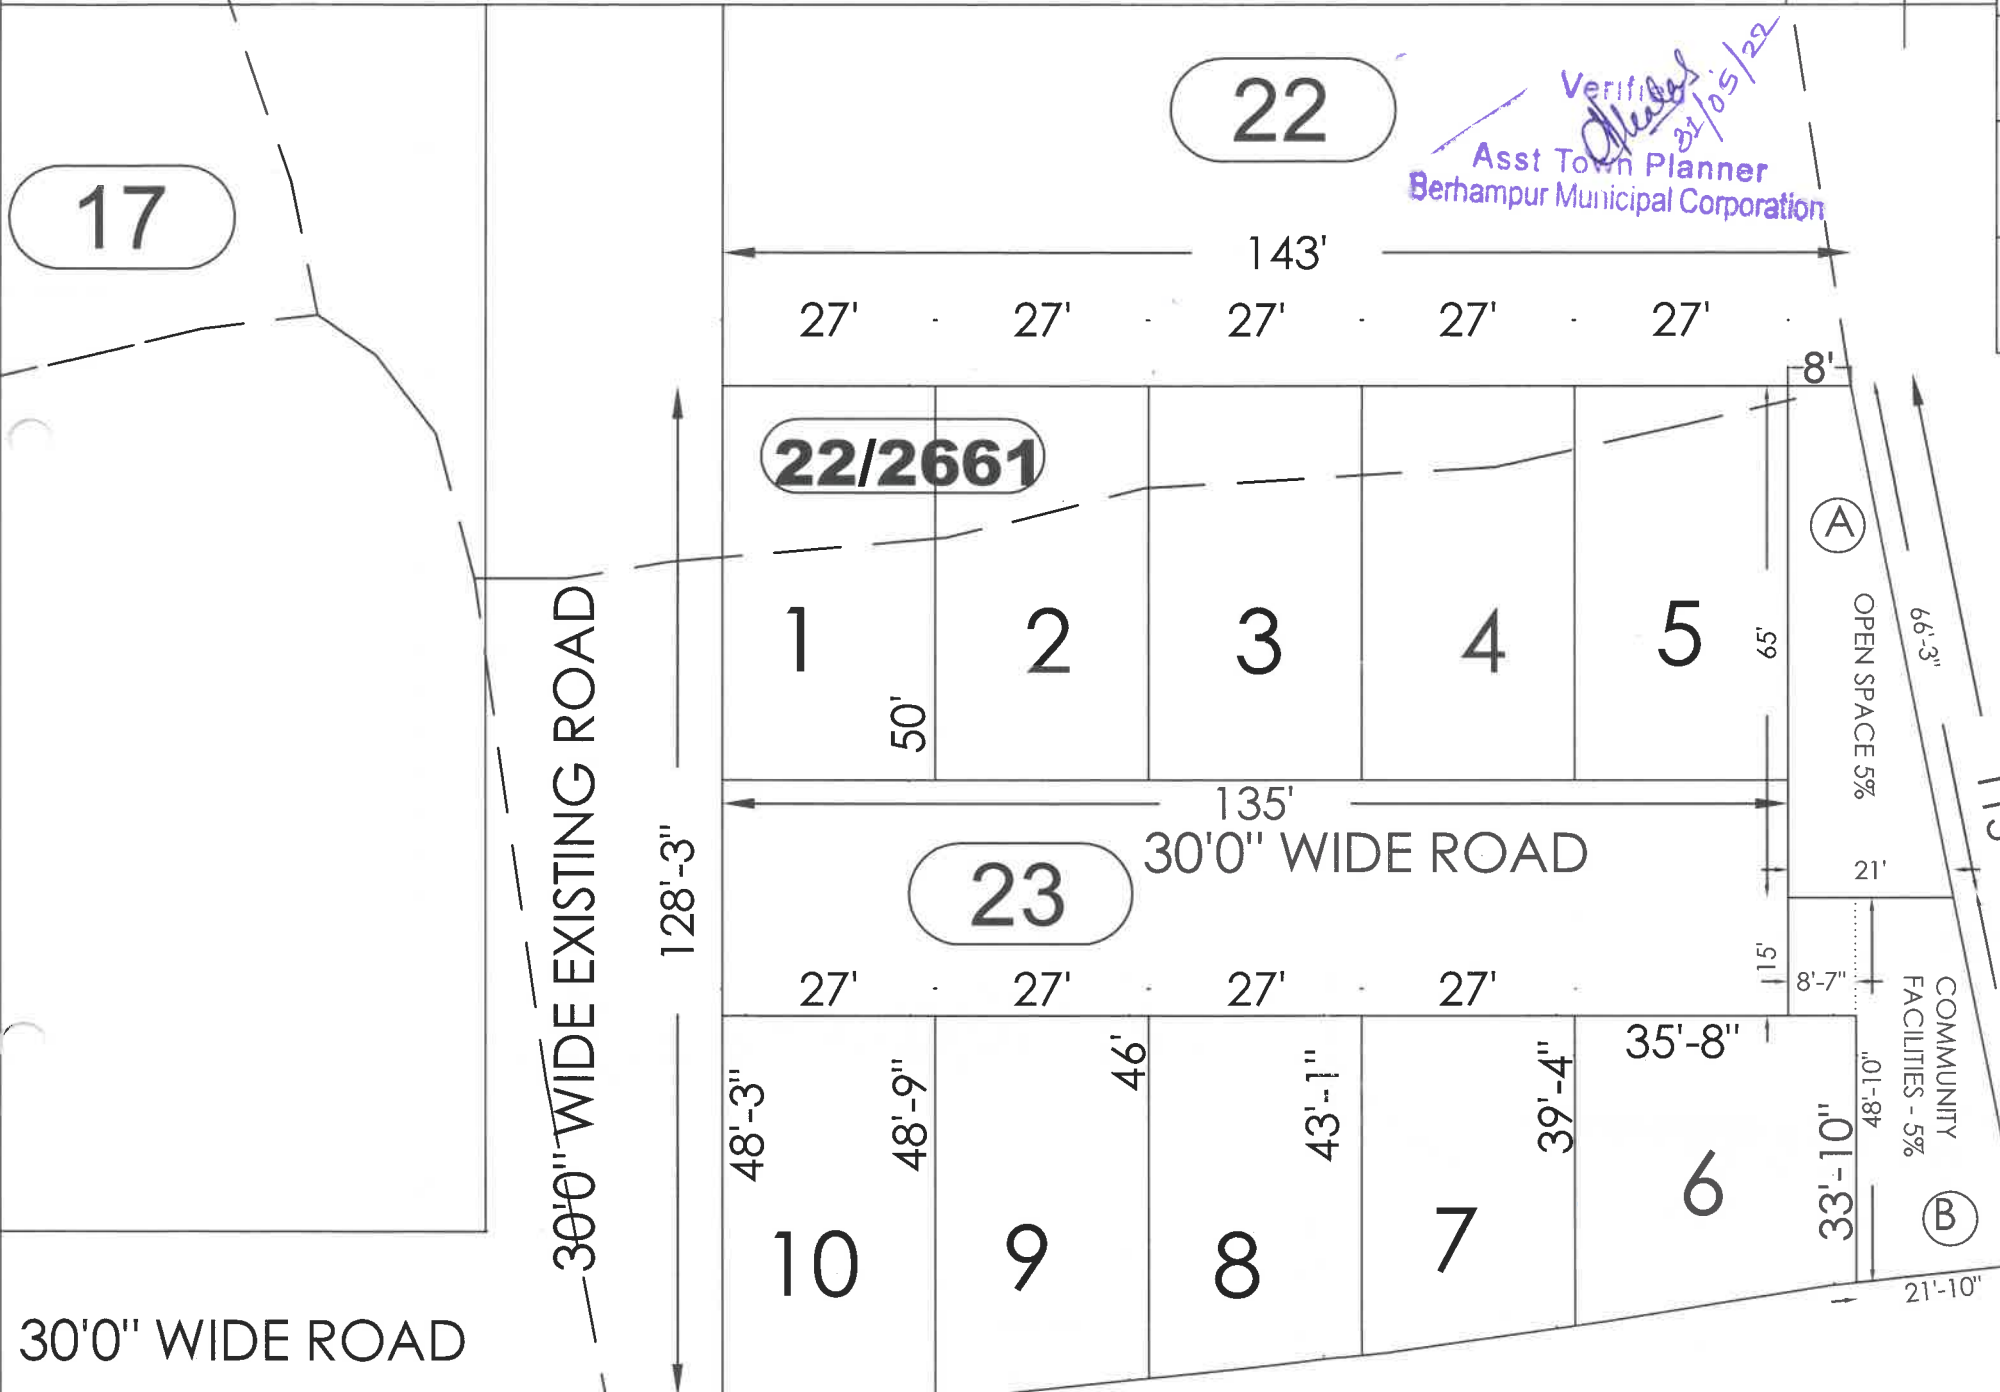 22
Verified
31/05/22
Asst Town Planner
Berhampur Municipal Corporation
17
143'
27' 27' 27' 27' 27'
8'
22/2661
A
1 2 3 4 5
50'
65'
OPEN SPACE 5%
66'-3"
30'0" WIDE EXISTING ROAD
128'-3"
135'
30'0" WIDE ROAD
23
21'
15'
8'-7"
27' 27' 27' 27'
35'-8"
48'-3"
48'-9"
46'
43'-1"
39'-4"
33'-10"
48'-10"
COMMUNITY
FACILITIES - 5%
B
10 9 8 7 6
21'-10"
30'0" WIDE ROAD